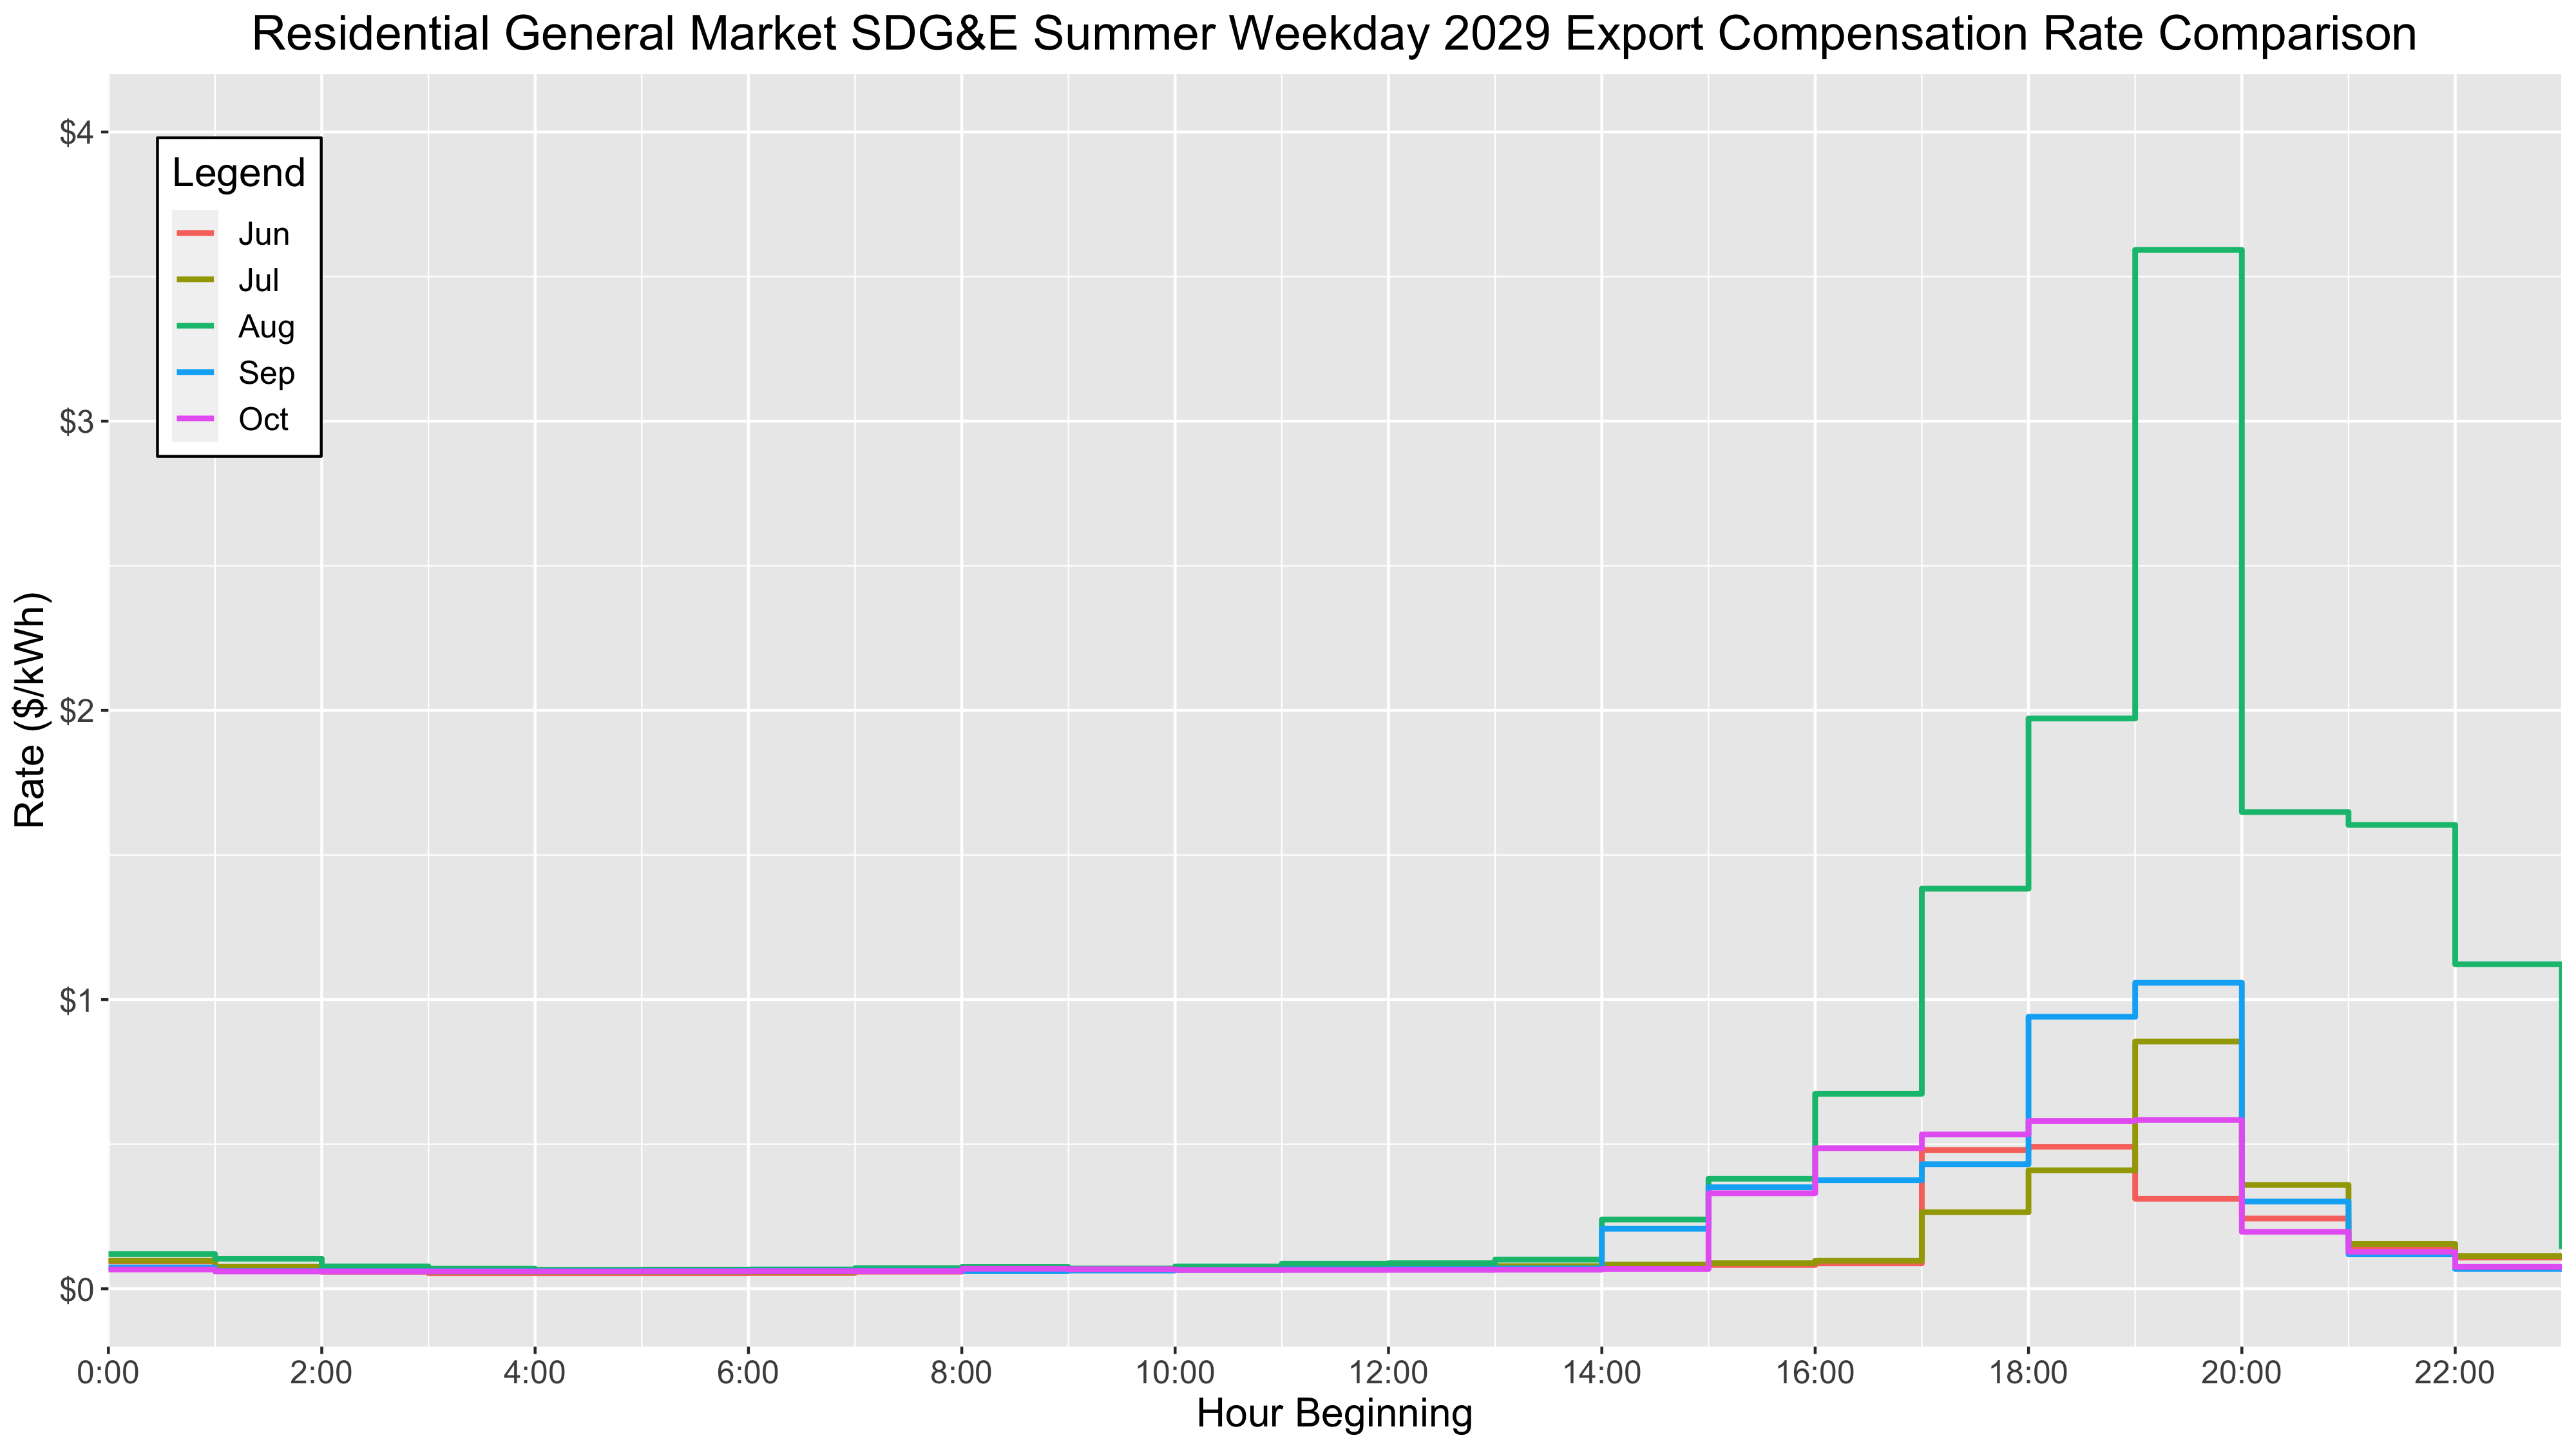 Residential General Market SDG&E Summer Weekday 2029 Export Compensation Rate Comparison
$4
$3
$2
$1
$0
Rate ($/kWh)
Legend
Jun
Jul
Aug
Sep
Oct
0:00 2:00 4:00 6:00 8:00 10:00 12:00 14:00 16:00 18:00 20:00 22:00
Hour Beginning